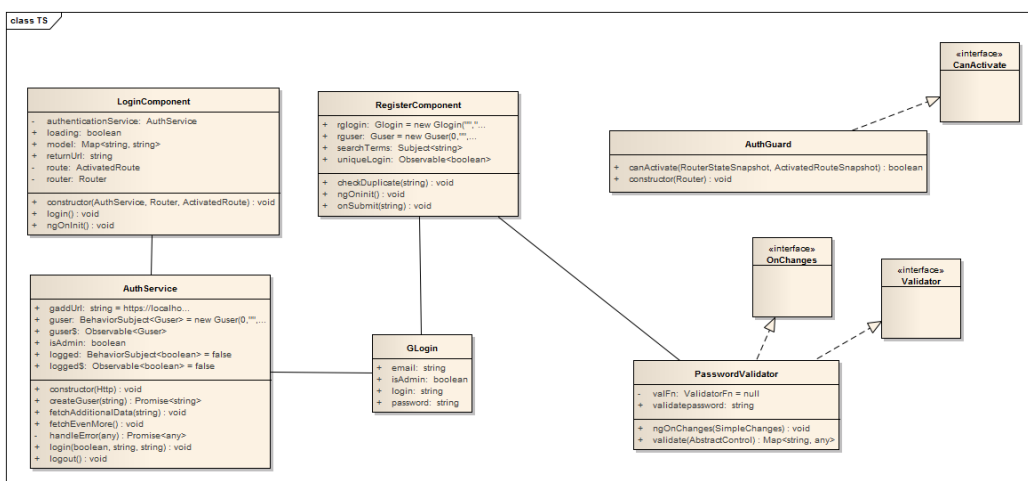 class TS
«interface»
CanActivate
LoginComponent
- authenticationService: AuthService
+ loading: boolean
+ model: Map<string, string>
+ returnUrl: string
- route: ActivatedRoute
- router: Router
+ constructor(AuthService, Router, ActivatedRoute) : void
+ login() : void
+ ngOnInit() : void
RegisterComponent
+ rglogin: Glogin = new Glogin("","...
+ rguser: Guser = new Guser(0,"",...
+ searchTerms: Subject<string>
+ uniqueLogin: Observable<boolean>
+ checkDuplicate(string) : void
+ ngOninit() : void
+ onSubmit(string) : void
AuthGuard
+ canActivate(RouterStateSnapshot, ActivatedRouteSnapshot) : boolean
+ constructor(Router) : void
«interface»
OnChanges
«interface»
Validator
AuthService
+ gaddUrl: string = https://localho...
+ guser: BehaviorSubject<Guser> = new Guser(0,"",...
+ guser$: Observable<Guser>
+ isAdmin: boolean
+ logged: BehaviorSubject<boolean> = false
+ logged$: Observable<boolean> = false
+ constructor(Http) : void
+ createGuser(string) : Promise<string>
+ fetchAdditionalData(string) : void
+ fetchEvenMore() : void
- handleError(any) : Promise<any>
+ login(boolean, string, string) : void
+ logout() : void
GLogin
+ email: string
+ isAdmin: boolean
+ login: string
+ password: string
PasswordValidator
- valFn: ValidatorFn = null
+ validatepassword: string
+ ngOnChanges(SimpleChanges) : void
+ validate(AbstractControl) : Map<string, any>